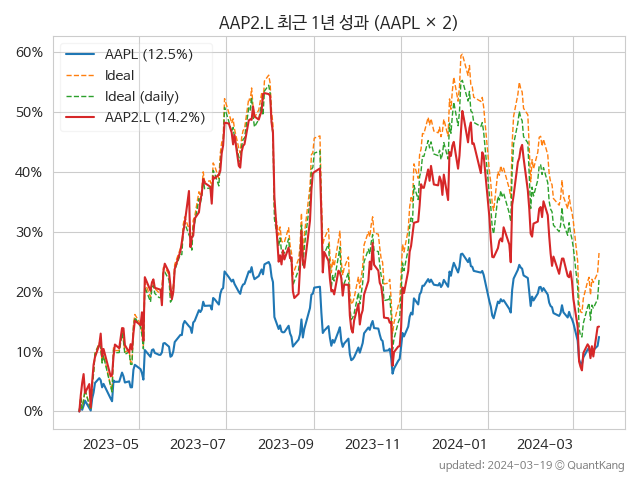 AAP2.L 최근 1년 성과 (AAPL × 2)
60%
50%
40%
30%
20%
10%
0%
AAPL (12.5%)
Ideal
Ideal (daily)
AAP2.L (14.2%)
2023-05 2023-07 2023-09 2023-11 2024-01 2024-03
updated: 2024-03-19 © QuantKang